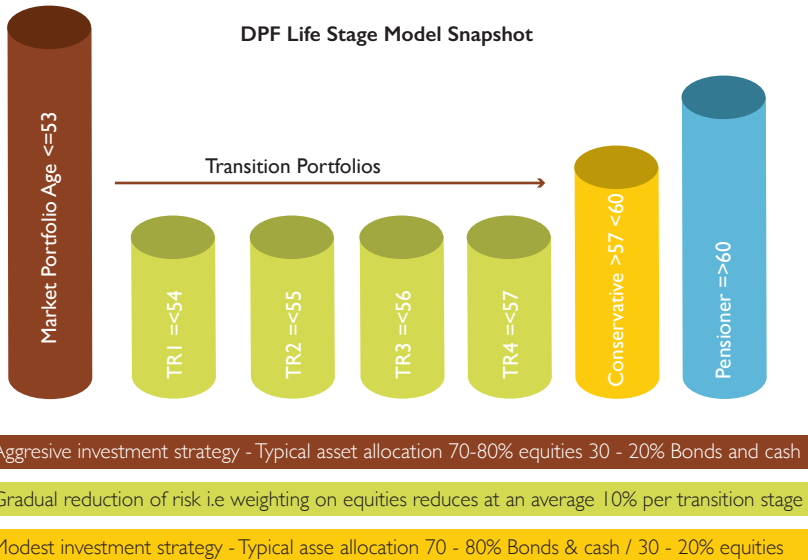 DPF Life Stage Model Snapshot
Market Portfolio Age <=53
Transition Portfolios
TR1 =<54
TR2 =<55
TR3 =<56
TR4 =<57
Conservative >57 <60
Pensioner =>60
Aggresive investment strategy - Typical asset allocation 70-80% equities 30 - 20% Bonds and cash
Gradual reduction of risk i.e weighting on equities reduces at an average 10% per transition stage
Modest investment strategy - Typical asse allocation 70 - 80% Bonds & cash / 30 - 20% equities